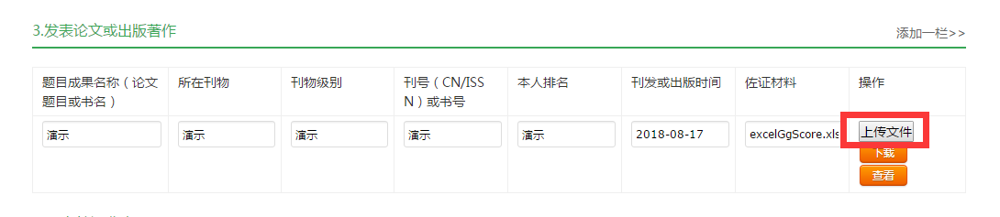 3.发表论文或出版著作
添加一栏>>
题目成果名称（论文
题目或书名）
所在刊物
刊物级别
刊号（CN/ISS
N）或书号
本人排名
刊发或出版时间
佐证材料
操作
演示
演示
演示
演示
演示
2018-08-17
excelGgScore.xls
上传文件
下载
查看